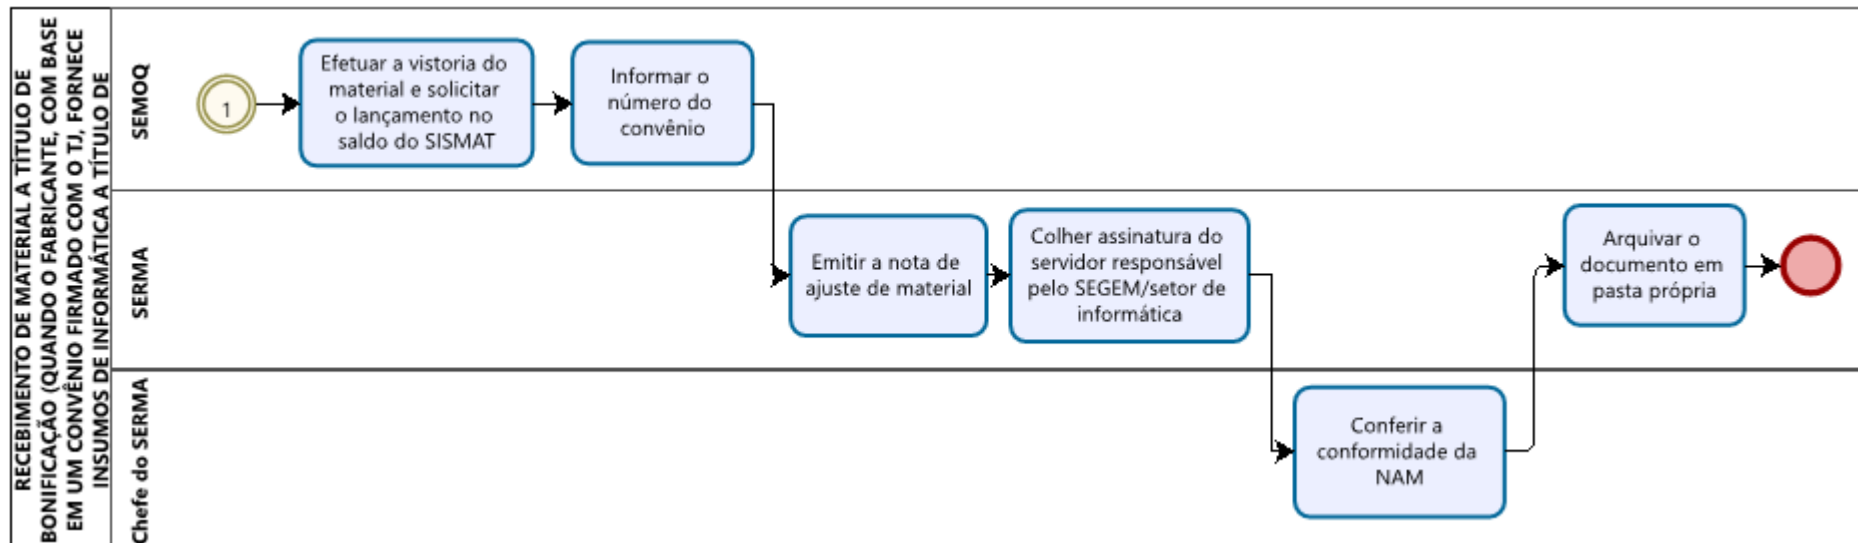 RECEBIMENTO DE MATERIAL A TÍTULO DE
BONIFICAÇÃO (QUANDO O FABRICANTE, COM BASE
EM UM CONVÊNIO FIRMADO COM O TJ, FORNECE
INSUMOS DE INFORMÁTICA A TÍTULO DE
SEMOQ
1
Efetuar a vistoria do
material e solicitar
o lançamento no
saldo do SISMAT
Informar o
número do
convênio
SERMA
Emitir a nota de
ajuste de material
Colher assinatura do
servidor responsável
pelo SEGEM/setor de
informática
Arquivar o
documento em
pasta própria
Chefe do SERMA
Conferir a
conformidade da
NAM